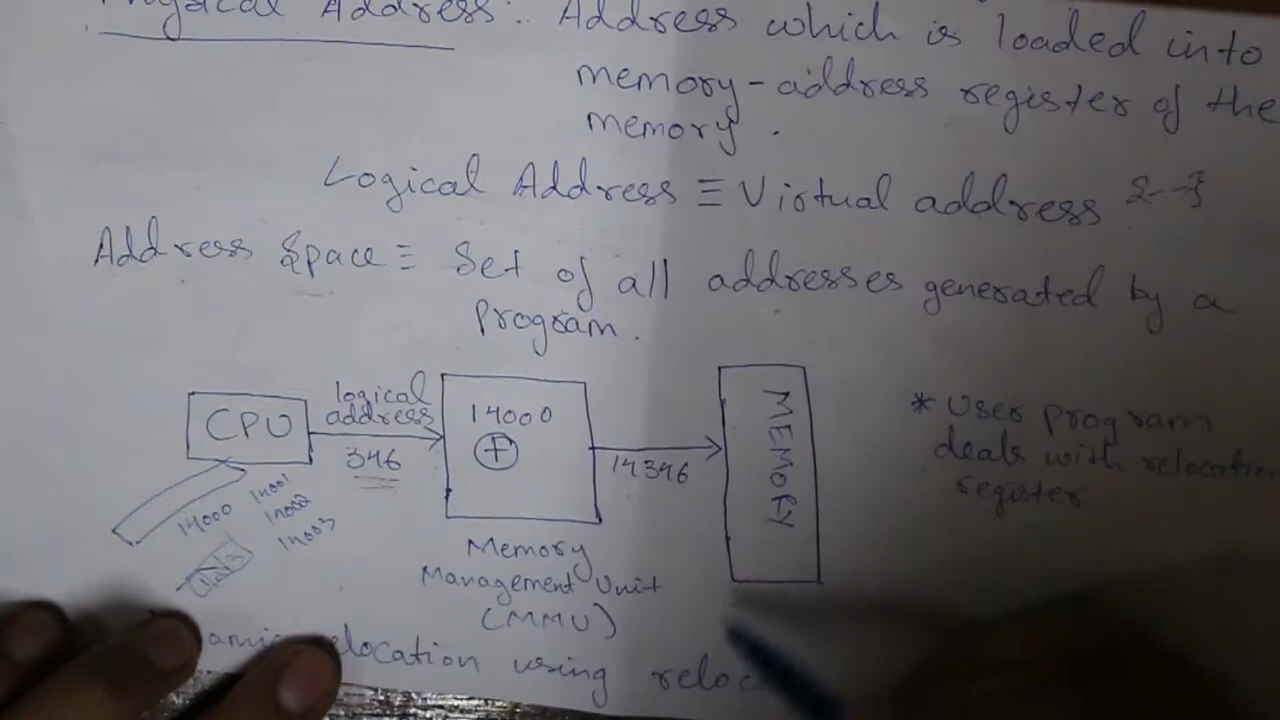 Physical Address: Address which is loaded into
memory-address register of the
memory.
Logical Address ≡ Virtual address
Address Space ≡ Set of all addresses generated by a
program.
CPU
logical
address
346
14000
+
14346
MEMORY
* User program
deals with relocation
register
14000
14001
14002
14003
Memory
Management Unit
(MMU)
relocation using